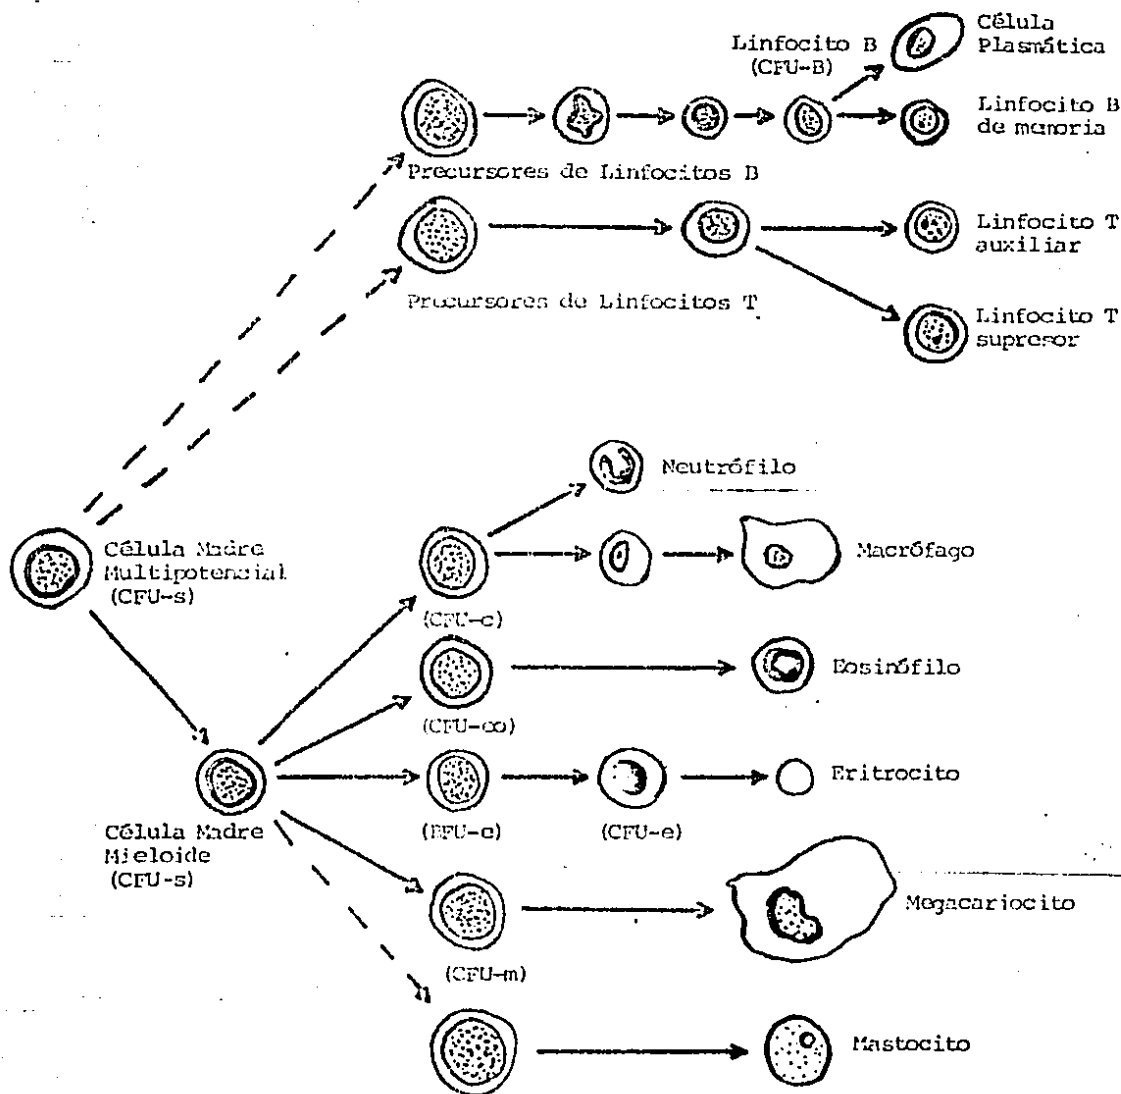 Célula
Plasmática
Linfocito B
(CFU-B)
Linfocito B
de memoria
Precursores de Linfocitos B
Linfocito T
auxiliar
Precursores de Linfocitos T
Linfocito T
supresor
Neutrófilo
Célula Madre
Multipotencial
(CFU-s)
Macrófago
(CFU-c)
Eosinófilo
(CFU-eo)
Eritrocito
(BFU-e)
(CFU-e)
Célula Madre
Mieloide
(CFU-s)
Megacariocito
(CFU-m)
Mastocito